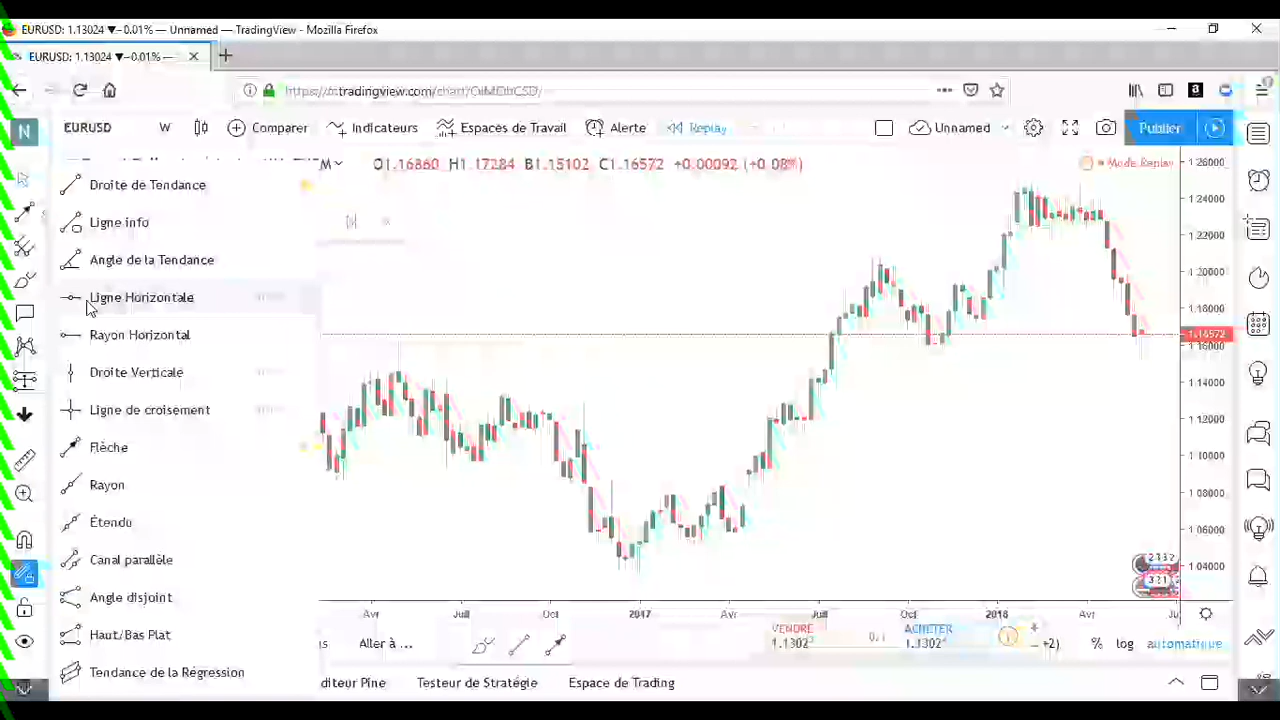 EURUSD: 1.13024 ▼−0.01% — Unnamed — TradingView - Mozilla Firefox
EURUSD: 1.13024 ▼−0.01% —
tradingview.com/chart/
N EURUSD W Comparer Indicateurs Espaces de Travail Alerte Replay Unnamed Publier
O1.16860 H1.17284 B1.15102 C1.16572 +0.00092 (+0.08%)
Mode Replay
Droite de Tendance
Ligne info
Angle de la Tendance
Ligne Horizontale
Rayon Horizontal
Droite Verticale
Ligne de croisement
Flèche
Rayon
Étendu
Canal parallèle
Angle disjoint
Haut/Bas Plat
Tendance de la Régression
1.26000
1.24000
1.22000
1.20000
1.18000
1.16572
1.16000
1.14000
1.12000
1.10000
1.08000
1.06000
1.04000
Avr Juil Oct 2017 Avr Juil Oct 2018 Avr
Aller à ...
VENDRE
1.1302
ACHETER
1.1302
% log automatique
Testeur de Stratégie Espace de Trading